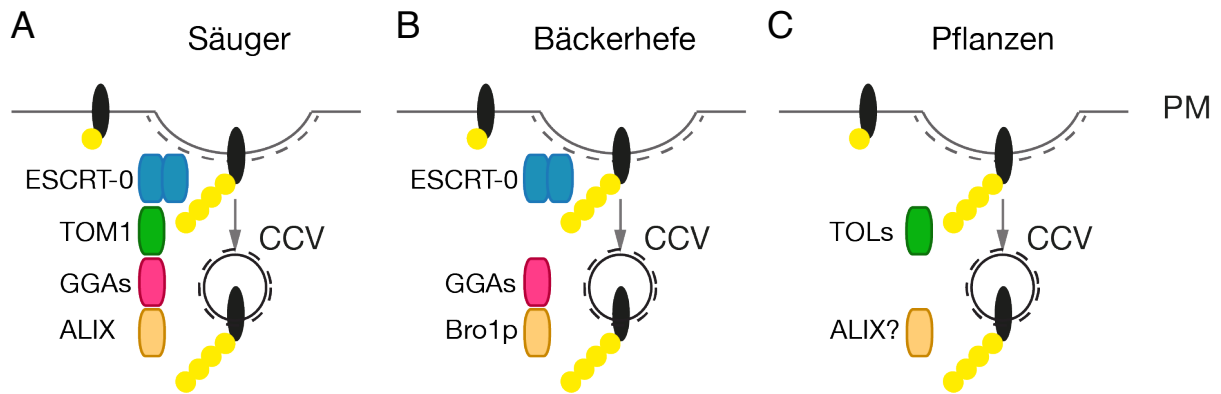 A
Säuger
ESCRT-0
TOM1
CCV
GGAs
ALIX
B
Bäckerhefe
ESCRT-0
CCV
GGAs
Bro1p
C
Pflanzen
PM
TOLs
CCV
ALIX?